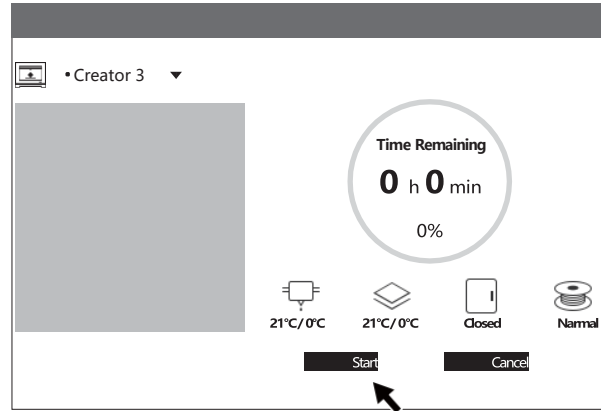 • Creator 3
Time Remaining
0 h 0 min
0%
21℃/0℃ 21℃/0℃ Closed Narmal
Start Cancel